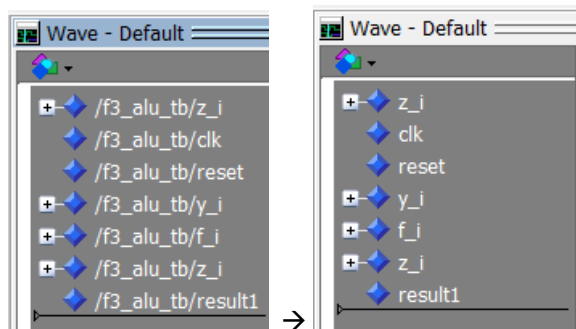 Wave - Default
/f3_alu_tb/z_i
/f3_alu_tb/clk
/f3_alu_tb/reset
/f3_alu_tb/y_i
/f3_alu_tb/f_i
/f3_alu_tb/z_i
/f3_alu_tb/result1
→
Wave - Default
z_i
clk
reset
y_i
f_i
z_i
result1